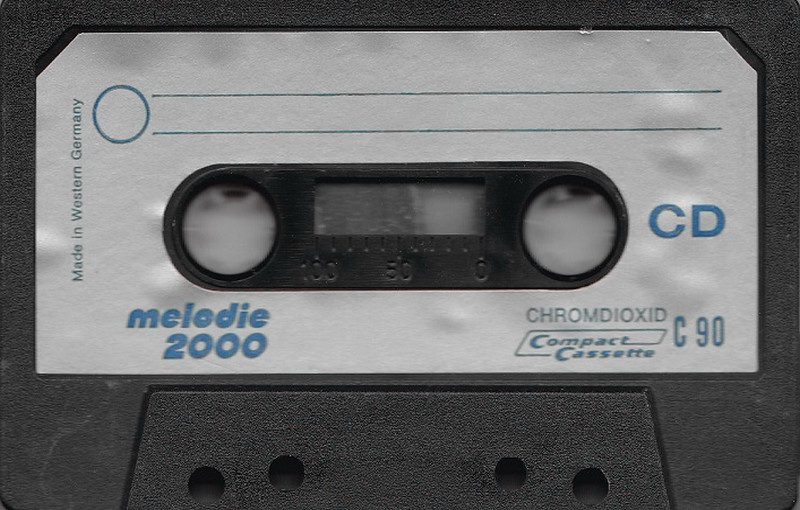 Made in Western Germany
CD
100 50 0
melodie
2000
CHROMDIOXID
Compact
Cassette
C 90